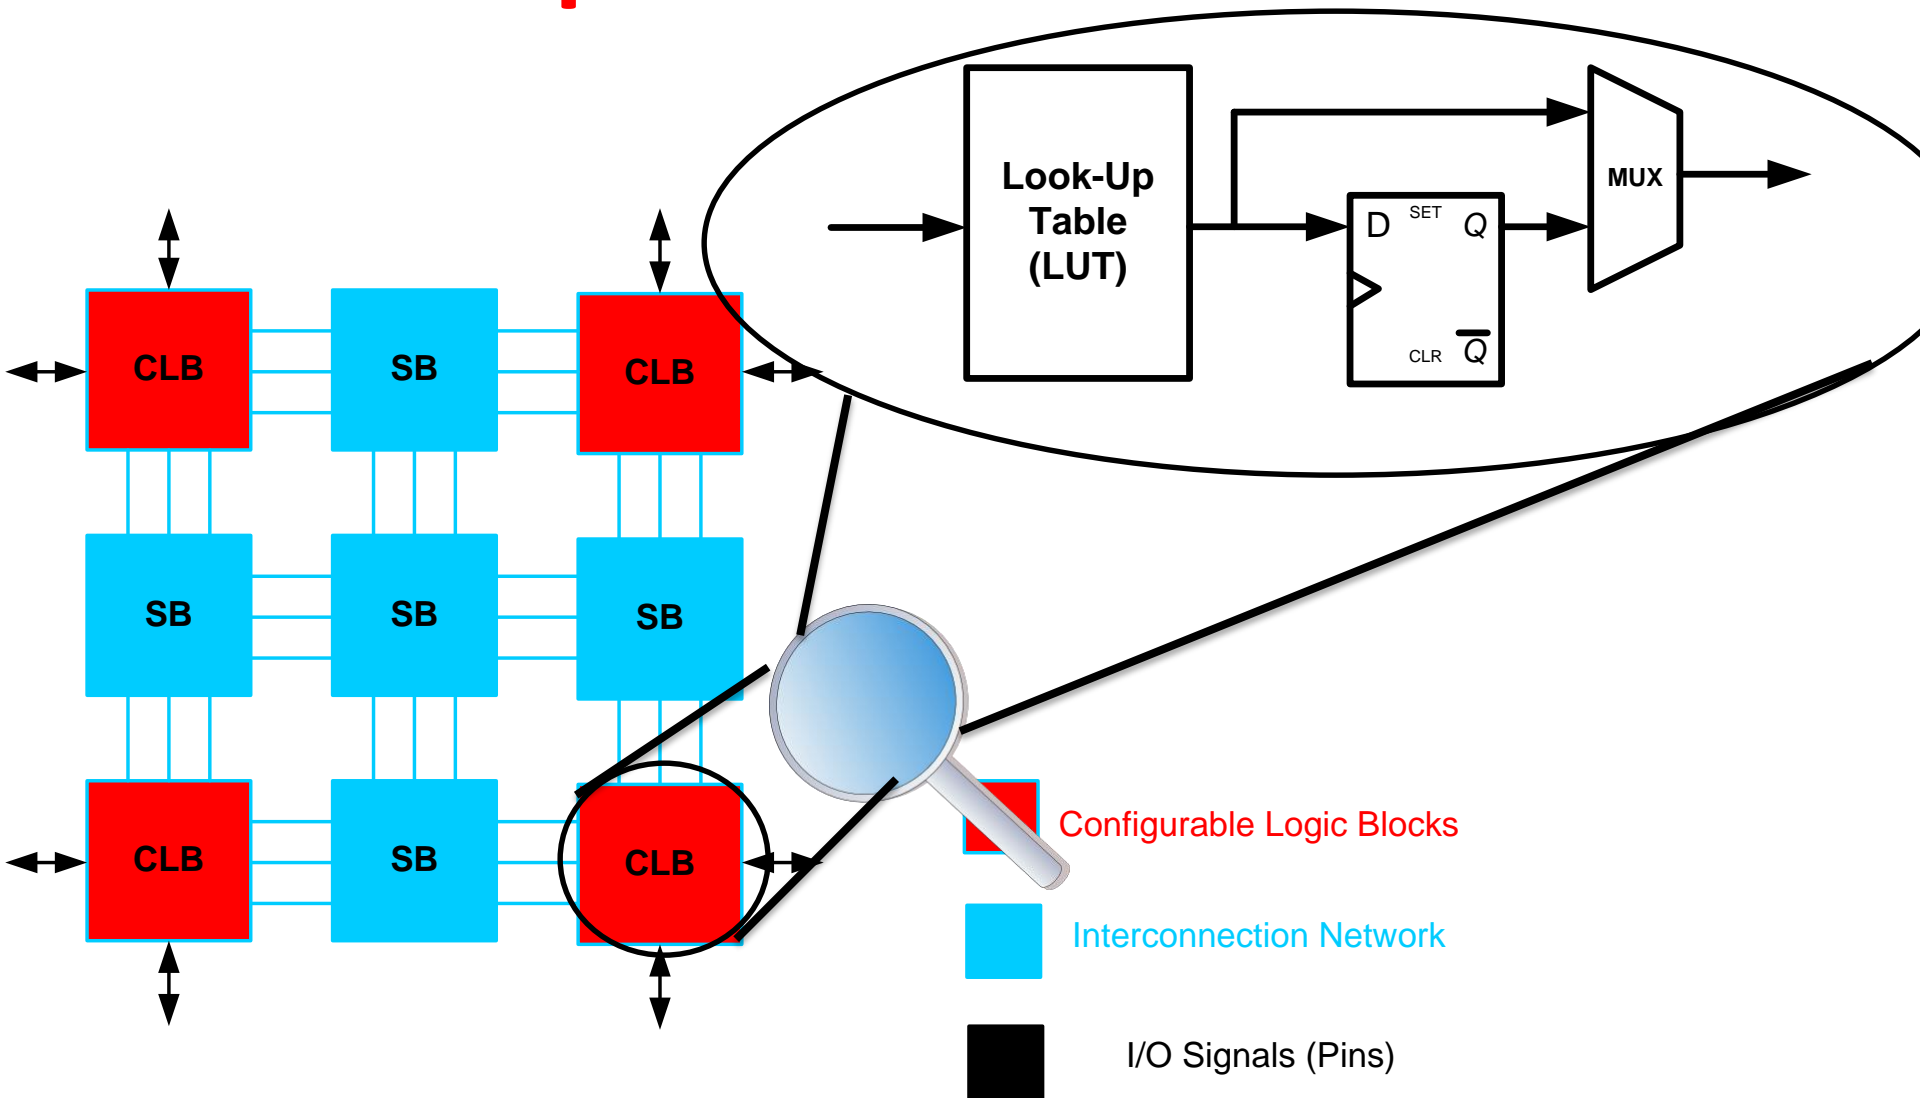 Look-Up
Table
(LUT)
D SET Q
CLR Q
MUX
CLB SB CLB
SB SB SB
CLB SB CLB
Configurable Logic Blocks
Interconnection Network
I/O Signals (Pins)